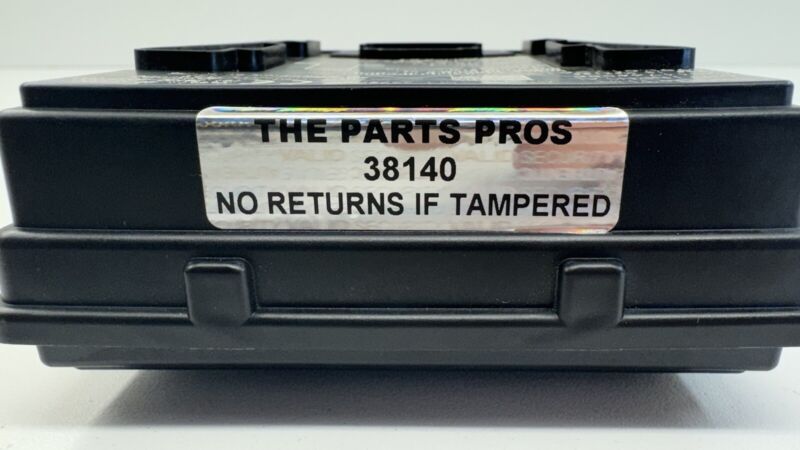 THE PARTS PROS
38140
NO RETURNS IF TAMPERED